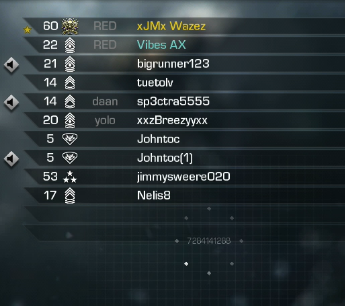 60 RED xJMx Wazez
22 RED Vibes AX
21 bigrunner123
14 tuetolv
14 daan sp3ctra5555
20 yolo xxzBreezyyxx
5 Johntoc
5 Johntoc(1)
53 jimmysweere020
17 Nelis8
7284141268